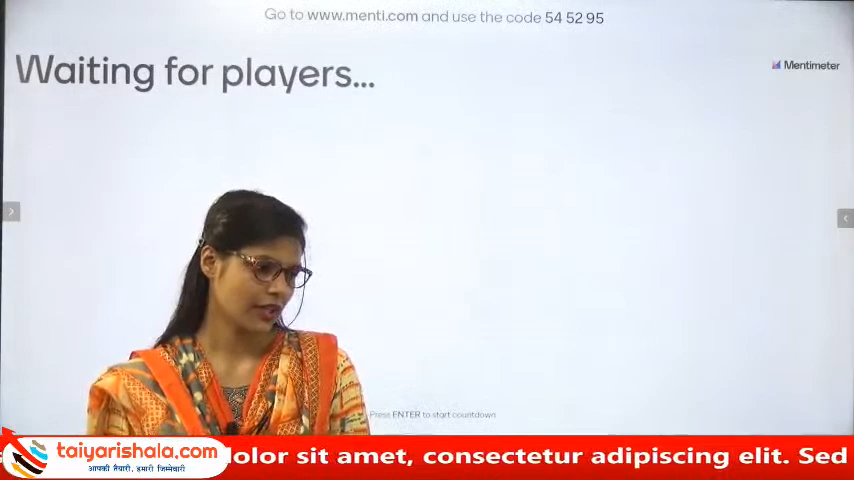 Go to www.menti.com and use the code 54 52 95
Waiting for players...
Mentimeter
Press ENTER to start countdown
taiyarishala.com
आपकी तैयारी, हमारी जिम्मेवारी
dolor sit amet, consectetur adipiscing elit. Sed